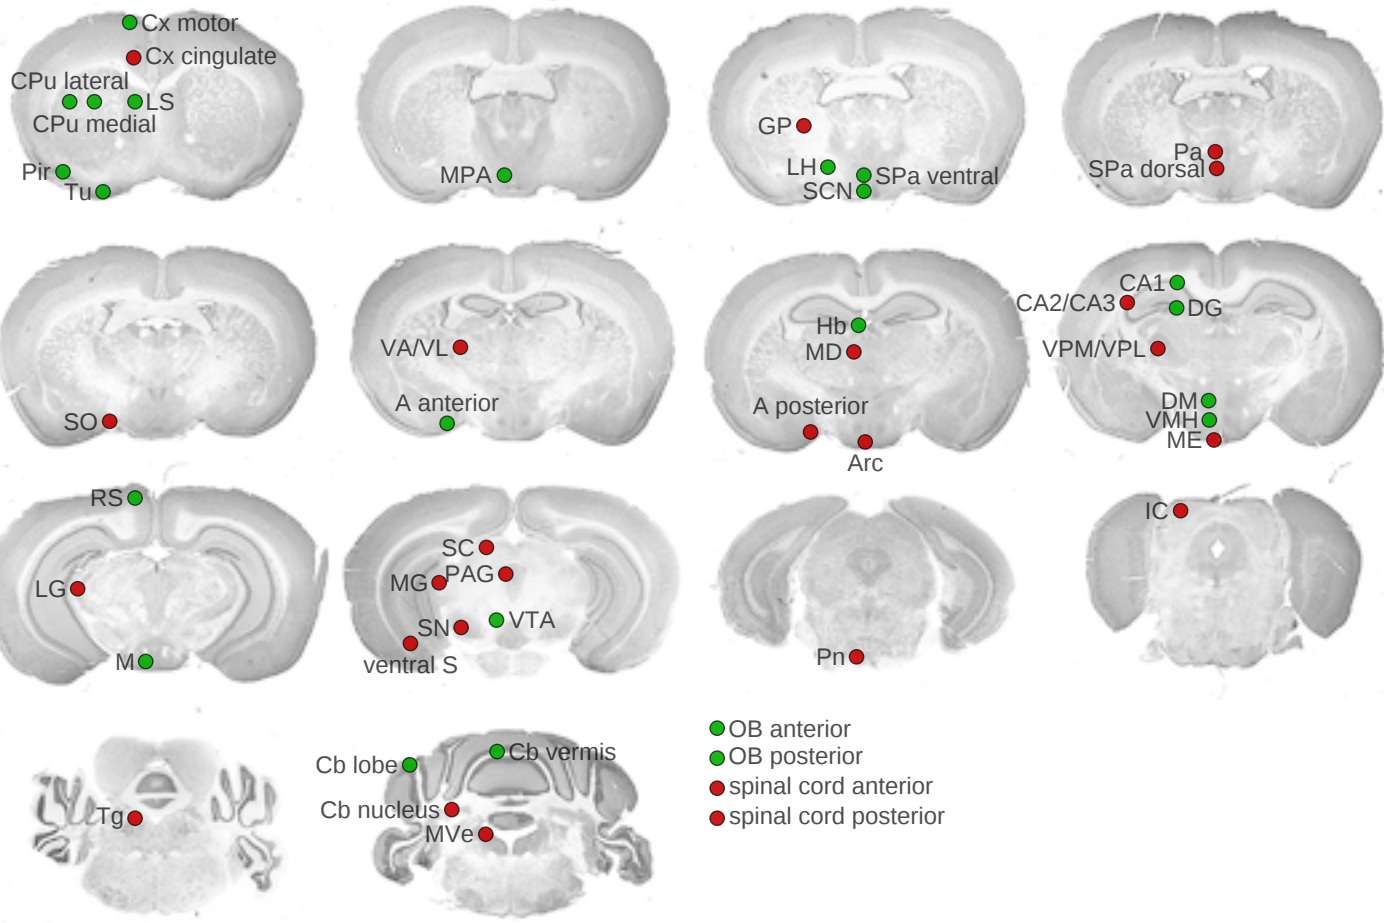 Cx motor
Cx cingulate
CPu lateral
LS
CPu medial
Pir
Tu
MPA
GP
LH
SPa ventral
SCN
Pa
SPa dorsal
SO
VA/VL
A anterior
Hb
MD
A posterior
Arc
CA1
CA2/CA3
DG
VPM/VPL
DM
VMH
ME
RS
LG
M
SC
MG
PAG
SN
VTA
ventral S
Pn
IC
Tg
Cb lobe
Cb vermis
Cb nucleus
MVe
OB anterior
OB posterior
spinal cord anterior
spinal cord posterior